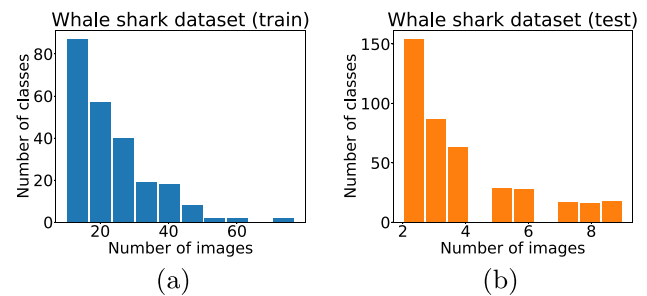 Whale shark dataset (train)
Number of classes
80
60
40
20
0
20 40 60
Number of images
(a)
Whale shark dataset (test)
Number of classes
150
100
50
0
2 4 6 8
Number of images
(b)